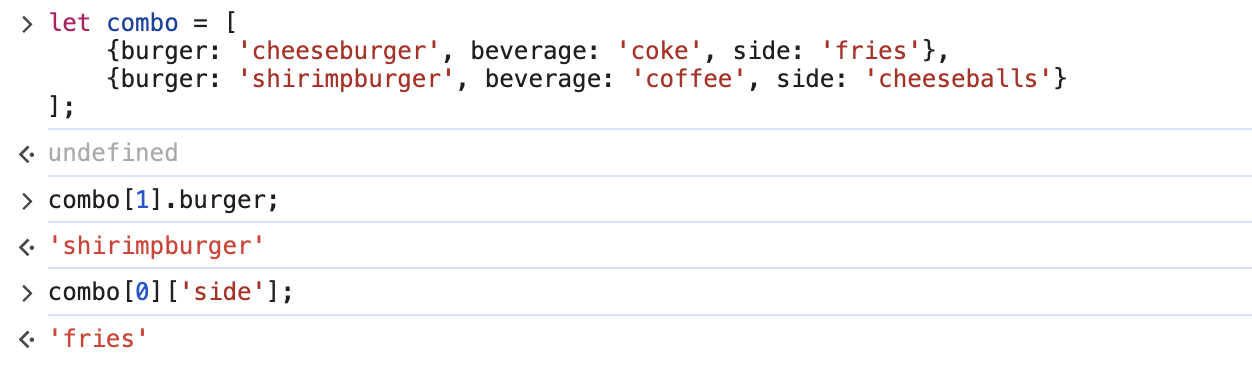 > let combo = [
    {burger: 'cheeseburger', beverage: 'coke', side: 'fries'},
    {burger: 'shirimpburger', beverage: 'coffee', side: 'cheeseballs'}
];
undefined
> combo[1].burger;
'shirimpburger'
> combo[0]['side'];
'fries'